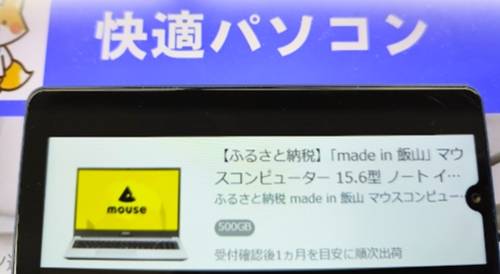 快適パソコン
【ふるさと納税】「made in 飯山」マウ
スコンピューター 15.6型 ノート イ…
ふるさと納税 made in 飯山 マウスコンピュー…
mouse
500GB
受付確認後1ヵ月を目安に順次出荷